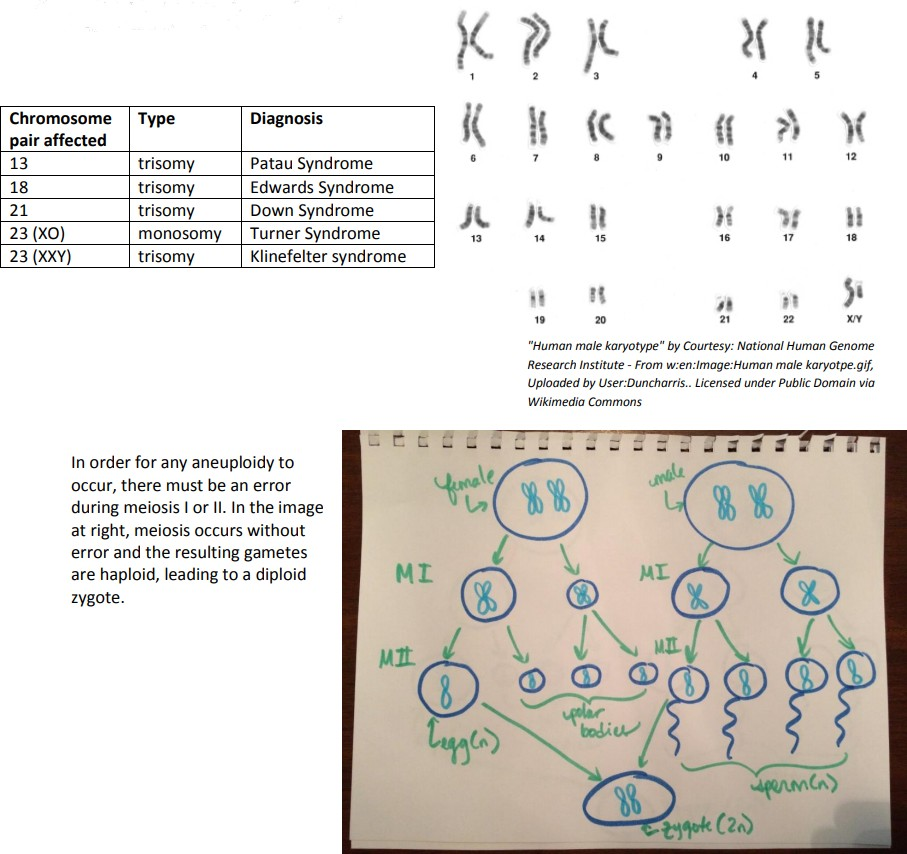 Chromosome pair affected Type Diagnosis
13 trisomy Patau Syndrome
18 trisomy Edwards Syndrome
21 trisomy Down Syndrome
23 (XO) monosomy Turner Syndrome
23 (XXY) trisomy Klinefelter syndrome
1 2 3 4 5
6 7 8 9 10 11 12
13 14 15 16 17 18
19 20 21 22 X/Y
"Human male karyotype" by Courtesy: National Human Genome
Research Institute - From w:en:Image:Human male karyotpe.gif,
Uploaded by User:Duncharris.. Licensed under Public Domain via
Wikimedia Commons
In order for any aneuploidy to
occur, there must be an error
during meiosis I or II. In the image
at right, meiosis occurs without
error and the resulting gametes
are haploid, leading to a diploid
zygote.
female male
MI MI
MII MII
egg(n)
polar
bodies
sperm(n)
zygote (2n)